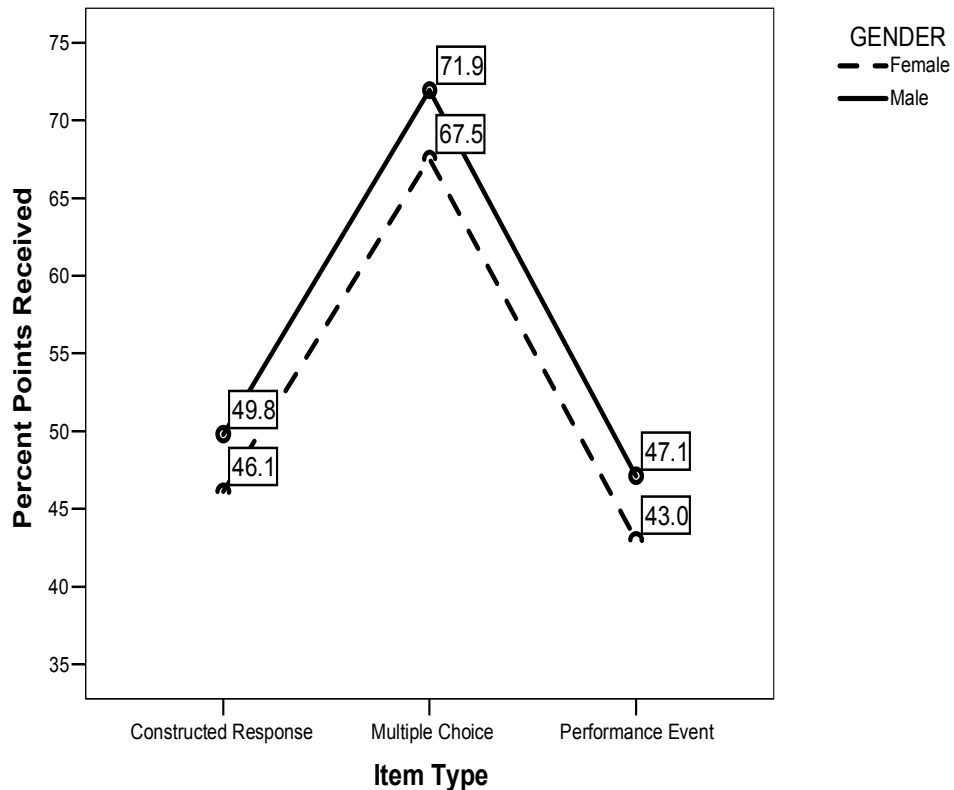 GENDER
Female
Male
Percent Points Received
75
70
65
60
55
50
45
40
35
71.9
67.5
49.8
46.1
47.1
43.0
Constructed Response
Multiple Choice
Performance Event
Item Type